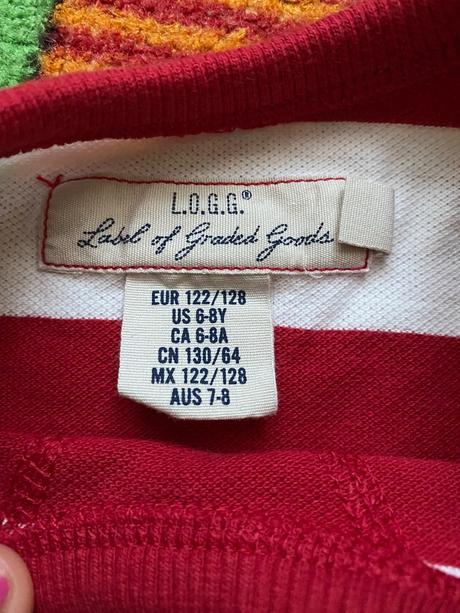 L.O.G.G.®
Label of Graded Goods
EUR 122/128
US 6-8Y
CA 6-8A
CN 130/64
MX 122/128
AUS 7-8